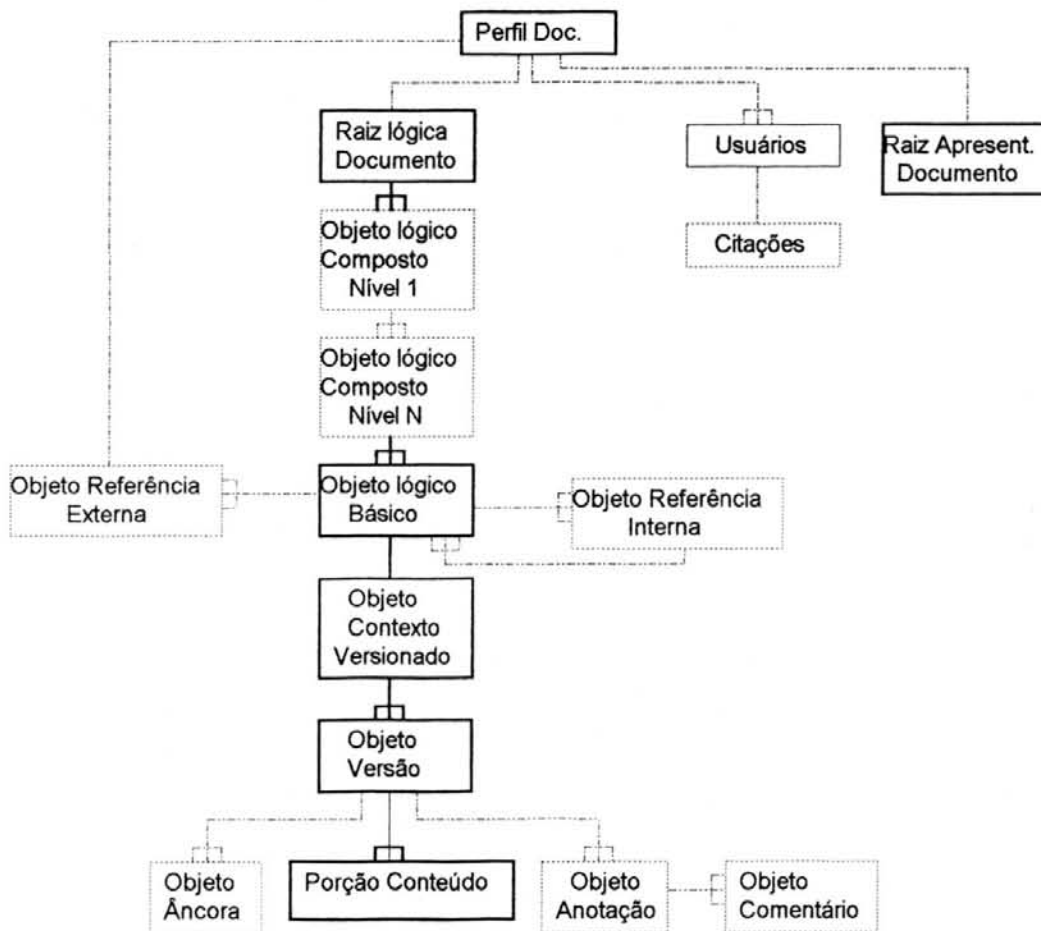 Perfil Doc.
Raiz lógica
Documento
Usuários
Raiz Apresent.
Documento
Citações
Objeto lógico
Composto
Nível 1
Objeto lógico
Composto
Nível N
Objeto Referência
Externa
Objeto lógico
Básico
Objeto Referência
Interna
Objeto
Contexto
Versionado
Objeto
Versão
Objeto
Âncora
Porção Conteúdo
Objeto
Anotação
Objeto
Comentário